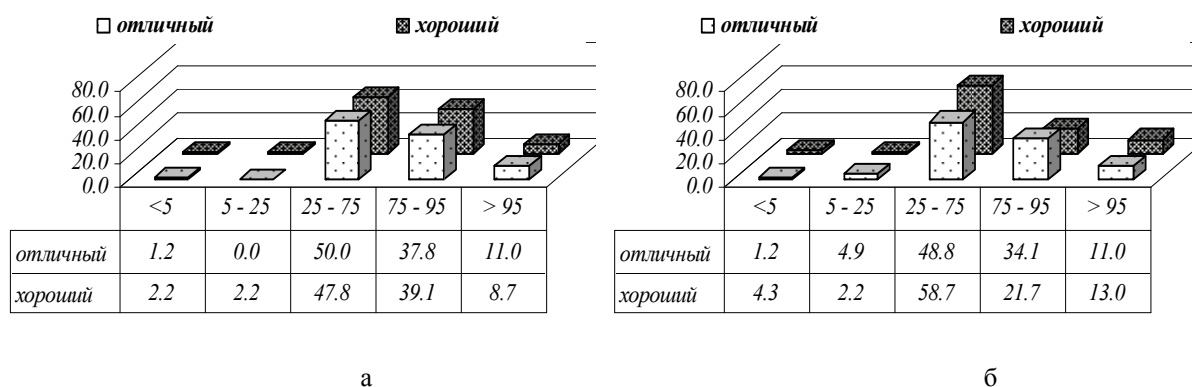 отличный хороший
80.0
60.0
40.0
20.0
0.0
<5 5 - 25 25 - 75 75 - 95 > 95
отличный 1.2 0.0 50.0 37.8 11.0
хороший 2.2 2.2 47.8 39.1 8.7
а
отличный хороший
80.0
60.0
40.0
20.0
0.0
<5 5 - 25 25 - 75 75 - 95 > 95
отличный 1.2 4.9 48.8 34.1 11.0
хороший 4.3 2.2 58.7 21.7 13.0
б